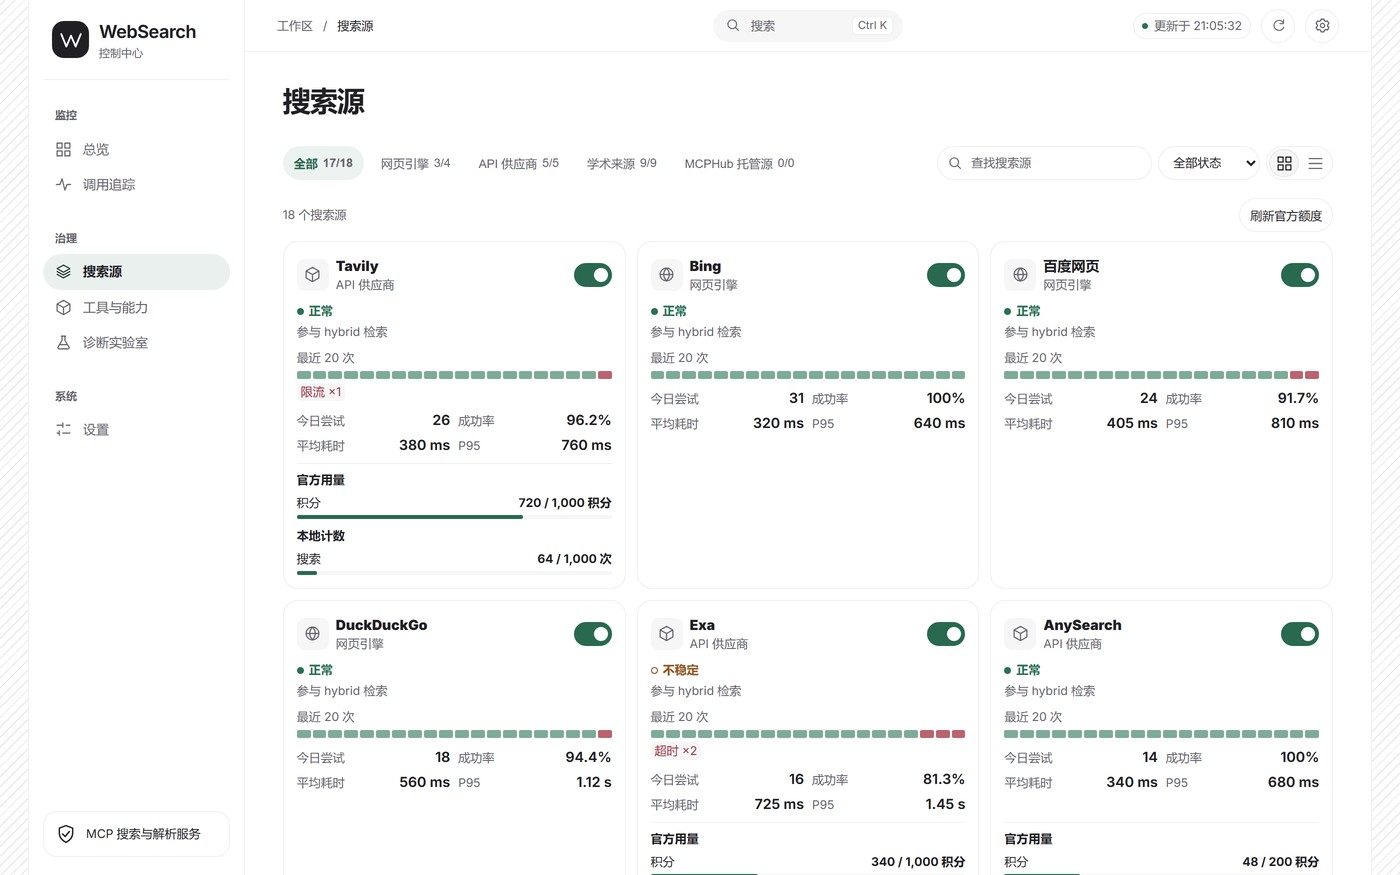 WebSearch
控制中心
监控
总览
调用追踪
治理
搜索源
工具与能力
诊断实验室
系统
设置
MCP 搜索与解析服务
工作区 / 搜索源
搜索 Ctrl K
更新于 21:05:32
搜索源
全部 17/18 网页引擎 3/4 API 供应商 5/5 学术来源 9/9 MCPHub 托管源 0/0
查找搜索源 全部状态
18 个搜索源
刷新官方额度
Tavily
API 供应商
正常
参与 hybrid 检索
最近 20 次
限流 ×1
今日尝试 26 成功率 96.2%
平均耗时 380 ms P95 760 ms
官方用量
积分 720 / 1,000 积分
本地计数
搜索 64 / 1,000 次
Bing
网页引擎
正常
参与 hybrid 检索
最近 20 次
今日尝试 31 成功率 100%
平均耗时 320 ms P95 640 ms
百度网页
网页引擎
正常
参与 hybrid 检索
最近 20 次
今日尝试 24 成功率 91.7%
平均耗时 405 ms P95 810 ms
DuckDuckGo
网页引擎
正常
参与 hybrid 检索
最近 20 次
今日尝试 18 成功率 94.4%
平均耗时 560 ms P95 1.12 s
Exa
API 供应商
不稳定
参与 hybrid 检索
最近 20 次
超时 ×2
今日尝试 16 成功率 81.3%
平均耗时 725 ms P95 1.45 s
官方用量
积分 340 / 1,000 积分
AnySearch
API 供应商
正常
参与 hybrid 检索
最近 20 次
今日尝试 14 成功率 100%
平均耗时 340 ms P95 680 ms
官方用量
积分 48 / 200 积分